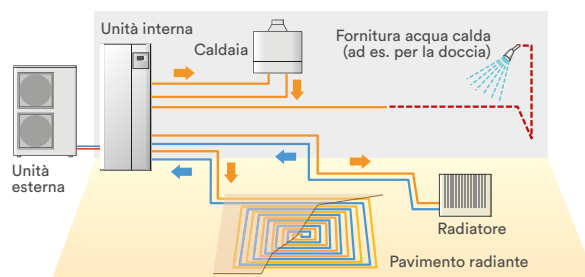 Unità interna
Caldaia
Fornitura acqua calda
(ad es. per la doccia)
Unità
esterna
Radiatore
Pavimento radiante